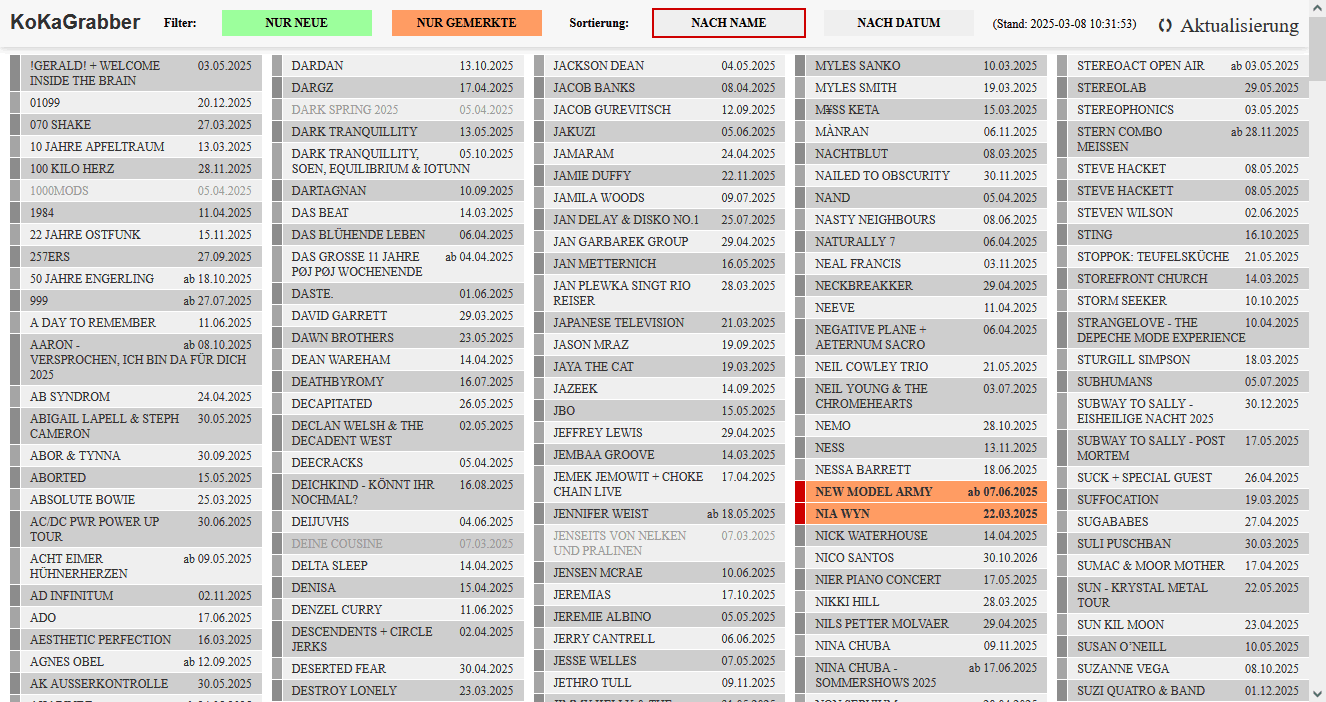 KoKaGrabber Filter: NUR NEUE NUR GEMERKTE Sortierung: NACH NAME NACH DATUM (Stand: 2025-03-08 10:31:53) Aktualisierung
!GERALD! + WELCOME 03.05.2025
INSIDE THE BRAIN
01099 20.12.2025
070 SHAKE 27.03.2025
10 JAHRE APFELTRAUM 13.03.2025
100 KILO HERZ 28.11.2025
1000MODS 05.04.2025
1984 11.04.2025
22 JAHRE OSTFUNK 15.11.2025
257ERS 27.09.2025
50 JAHRE ENGERLING ab 18.10.2025
999 ab 27.07.2025
A DAY TO REMEMBER 11.06.2025
AARON - ab 08.10.2025
VERSPROCHEN, ICH BIN DA FÜR DICH
2025
AB SYNDROM 24.04.2025
ABIGAIL LAPELL & STEPH 30.05.2025
CAMERON
ABOR & TYNNA 30.09.2025
ABORTED 15.05.2025
ABSOLUTE BOWIE 25.03.2025
AC/DC PWR POWER UP 30.06.2025
TOUR
ACHT EIMER ab 09.05.2025
HÜHNERHERZEN
AD INFINITUM 02.11.2025
ADO 17.06.2025
AESTHETIC PERFECTION 16.03.2025
AGNES OBEL ab 12.09.2025
AK AUSSERKONTROLLE 30.05.2025
DARDAN 13.10.2025
DARGZ 17.04.2025
DARK SPRING 2025 05.04.2025
DARK TRANQUILLITY 13.05.2025
DARK TRANQUILLITY, 05.10.2025
SOEN, EQUILIBRIUM & IOTUNN
DARTAGNAN 10.09.2025
DAS BEAT 14.03.2025
DAS BLÜHENDE LEBEN 06.04.2025
DAS GROSSE 11 JAHRE ab 04.04.2025
PØJ PØJ WOCHENENDE
DASTE. 01.06.2025
DAVID GARRETT 29.03.2025
DAWN BROTHERS 23.05.2025
DEAN WAREHAM 14.04.2025
DEATHBYROMY 16.07.2025
DECAPITATED 26.05.2025
DECLAN WELSH & THE 02.05.2025
DECADENT WEST
DEECRACKS 05.04.2025
DEICHKIND - KÖNNT IHR 16.08.2025
NOCHMAL?
DEIJUVHS 04.06.2025
DEINE COUSINE 07.03.2025
DELTA SLEEP 14.04.2025
DENISA 15.04.2025
DENZEL CURRY 11.06.2025
DESCENDENTS + CIRCLE 02.04.2025
JERKS
DESERTED FEAR 30.04.2025
DESTROY LONELY 23.03.2025
JACKSON DEAN 04.05.2025
JACOB BANKS 08.04.2025
JACOB GUREVITSCH 12.09.2025
JAKUZI 05.06.2025
JAMARAM 24.04.2025
JAMIE DUFFY 22.11.2025
JAMILA WOODS 09.07.2025
JAN DELAY & DISKO NO.1 25.07.2025
JAN GARBAREK GROUP 29.04.2025
JAN METTERNICH 16.05.2025
JAN PLEWKA SINGT RIO 28.03.2025
REISER
JAPANESE TELEVISION 21.03.2025
JASON MRAZ 19.09.2025
JAYA THE CAT 19.03.2025
JAZEEK 14.09.2025
JBO 15.05.2025
JEFFREY LEWIS 29.04.2025
JEMBAA GROOVE 14.03.2025
JEMEK JEMOWIT + CHOKE 17.04.2025
CHAIN LIVE
JENNIFER WEIST ab 18.05.2025
JENSEITS VON NELKEN 07.03.2025
UND PRALINEN
JENSEN MCRAE 10.06.2025
JEREMIAS 17.10.2025
JEREMIE ALBINO 05.05.2025
JERRY CANTRELL 06.06.2025
JESSE WELLES 07.05.2025
JETHRO TULL 09.11.2025
MYLES SANKO 10.03.2025
MYLES SMITH 19.03.2025
M¥SS KETA 15.03.2025
MÀNRAN 06.11.2025
NACHTBLUT 08.03.2025
NAILED TO OBSCURITY 30.11.2025
NAND 05.04.2025
NASTY NEIGHBOURS 08.06.2025
NATURALLY 7 06.04.2025
NEAL FRANCIS 03.11.2025
NECKBREAKKER 29.04.2025
NEEVE 11.04.2025
NEGATIVE PLANE + 06.04.2025
AETERNUM SACRO
NEIL COWLEY TRIO 21.05.2025
NEIL YOUNG & THE 03.07.2025
CHROMEHEARTS
NEMO 28.10.2025
NESS 13.11.2025
NESSA BARRETT 18.06.2025
NEW MODEL ARMY ab 07.06.2025
NIA WYN 22.03.2025
NICK WATERHOUSE 14.04.2025
NICO SANTOS 30.10.2026
NIER PIANO CONCERT 17.05.2025
NIKKI HILL 28.03.2025
NILS PETTER MOLVAER 29.04.2025
NINA CHUBA 09.11.2025
NINA CHUBA - ab 17.06.2025
SOMMERSHOWS 2025
STEREOACT OPEN AIR ab 03.05.2025
STEREOLAB 29.05.2025
STEREOPHONICS 03.05.2025
STERN COMBO ab 28.11.2025
MEISSEN
STEVE HACKET 08.05.2025
STEVE HACKETT 08.05.2025
STEVEN WILSON 02.06.2025
STING 16.10.2025
STOPPOK: TEUFELSKÜCHE 21.05.2025
STOREFRONT CHURCH 14.03.2025
STORM SEEKER 10.10.2025
STRANGELOVE - THE 10.04.2025
DEPECHE MODE EXPERIENCE
STURGILL SIMPSON 18.03.2025
SUBHUMANS 05.07.2025
SUBWAY TO SALLY - 30.12.2025
EISHEILIGE NACHT 2025
SUBWAY TO SALLY - POST 17.05.2025
MORTEM
SUCK + SPECIAL GUEST 26.04.2025
SUFFOCATION 19.03.2025
SUGABABES 27.04.2025
SULI PUSCHBAN 30.03.2025
SUMAC & MOOR MOTHER 17.04.2025
SUN - KRYSTAL METAL 22.05.2025
TOUR
SUN KIL MOON 23.04.2025
SUSAN O’NEILL 10.05.2025
SUZANNE VEGA 08.10.2025
SUZI QUATRO & BAND 01.12.2025